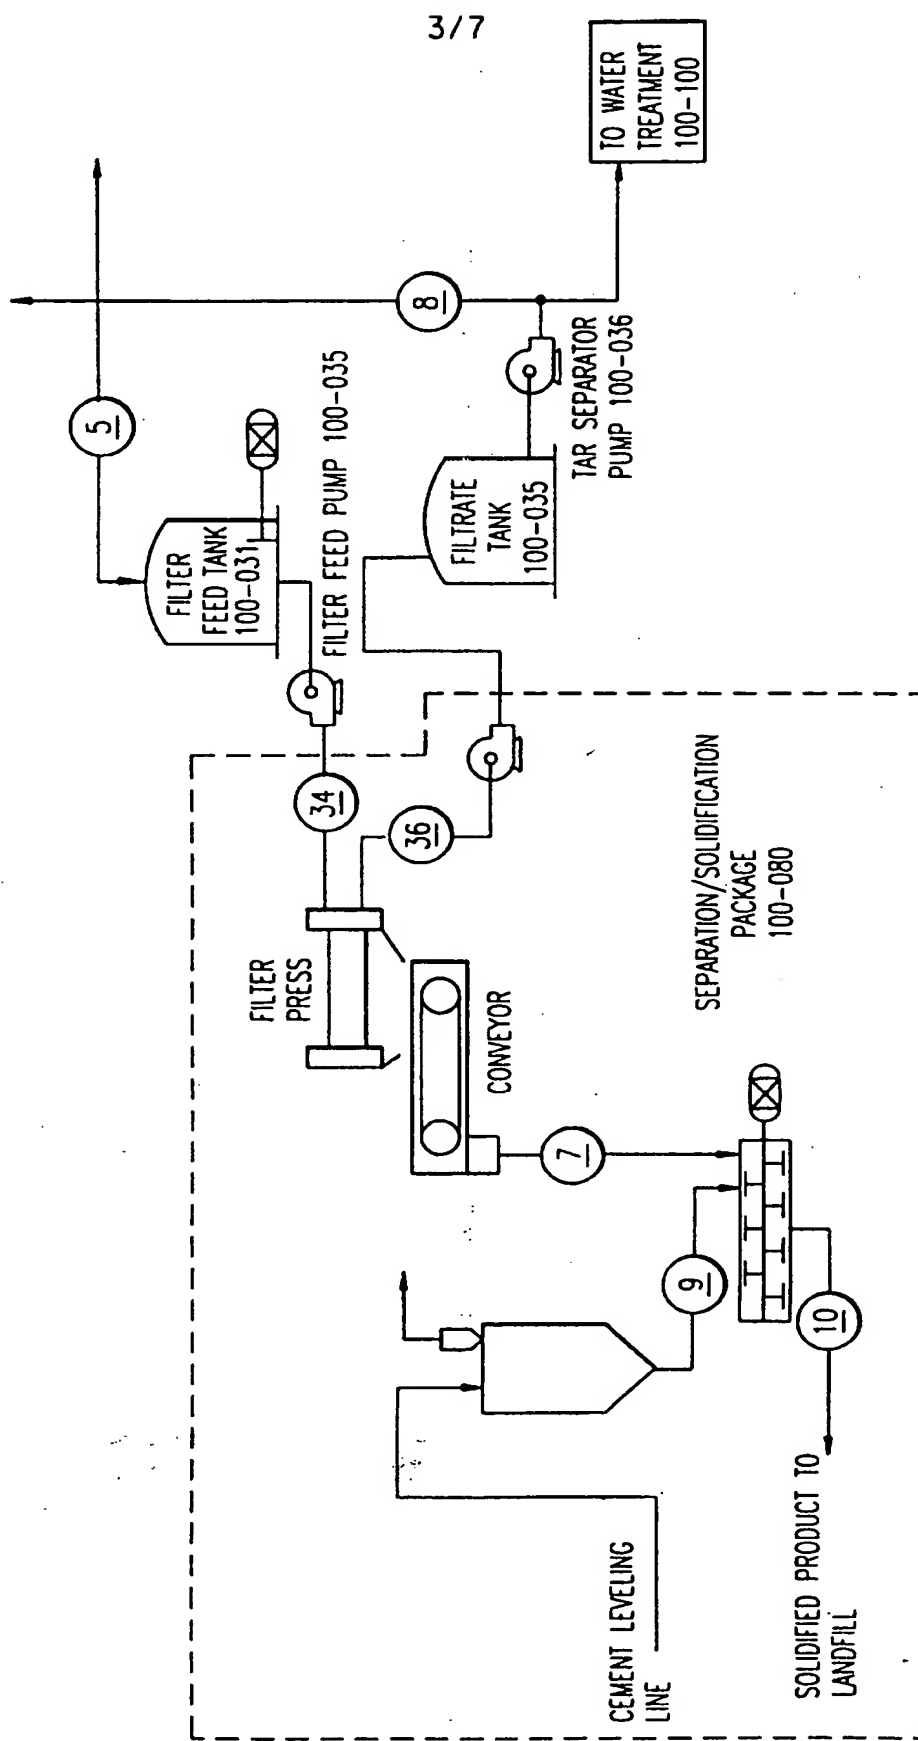 3/7
5
8
TO WATER
TREATMENT
100-100
FILTER
FEED TANK
100-031
FILTER FEED PUMP 100-035
FILTRATE
TANK
100-035
TAR SEPARATOR
PUMP 100-036
34
36
FILTER
PRESS
CONVEYOR
7
SEPARATION/SOLIDIFICATION
PACKAGE
100-080
9
10
CEMENT LEVELING
LINE
SOLIDIFIED PRODUCT TO
LANDFILL